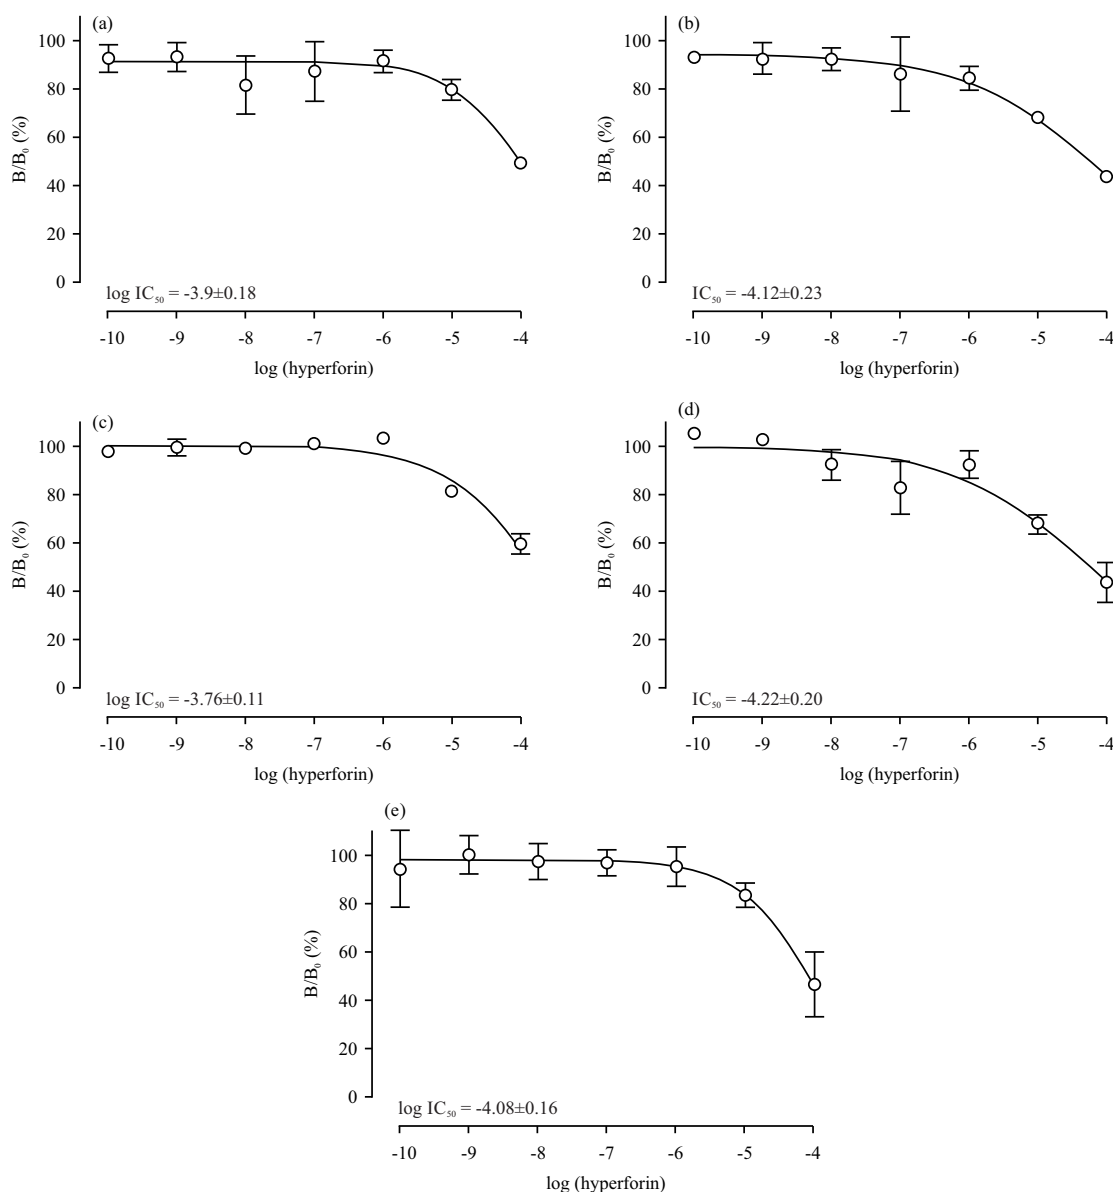 (a)
100
80
60
40
20
0
B/B₀ (%)
log IC₅₀ = -3.9±0.18
-10 -9 -8 -7 -6 -5 -4
log (hyperforin)
(b)
100
80
60
40
20
0
B/B₀ (%)
IC₅₀ = -4.12±0.23
-10 -9 -8 -7 -6 -5 -4
log (hyperforin)
(c)
100
80
60
40
20
0
B/B₀ (%)
log IC₅₀ = -3.76±0.11
-10 -9 -8 -7 -6 -5 -4
log (hyperforin)
(d)
100
80
60
40
20
0
B/B₀ (%)
IC₅₀ = -4.22±0.20
-10 -9 -8 -7 -6 -5 -4
log (hyperforin)
(e)
100
80
60
40
20
0
B/B₀ (%)
log IC₅₀ = -4.08±0.16
-10 -9 -8 -7 -6 -5 -4
log (hyperforin)